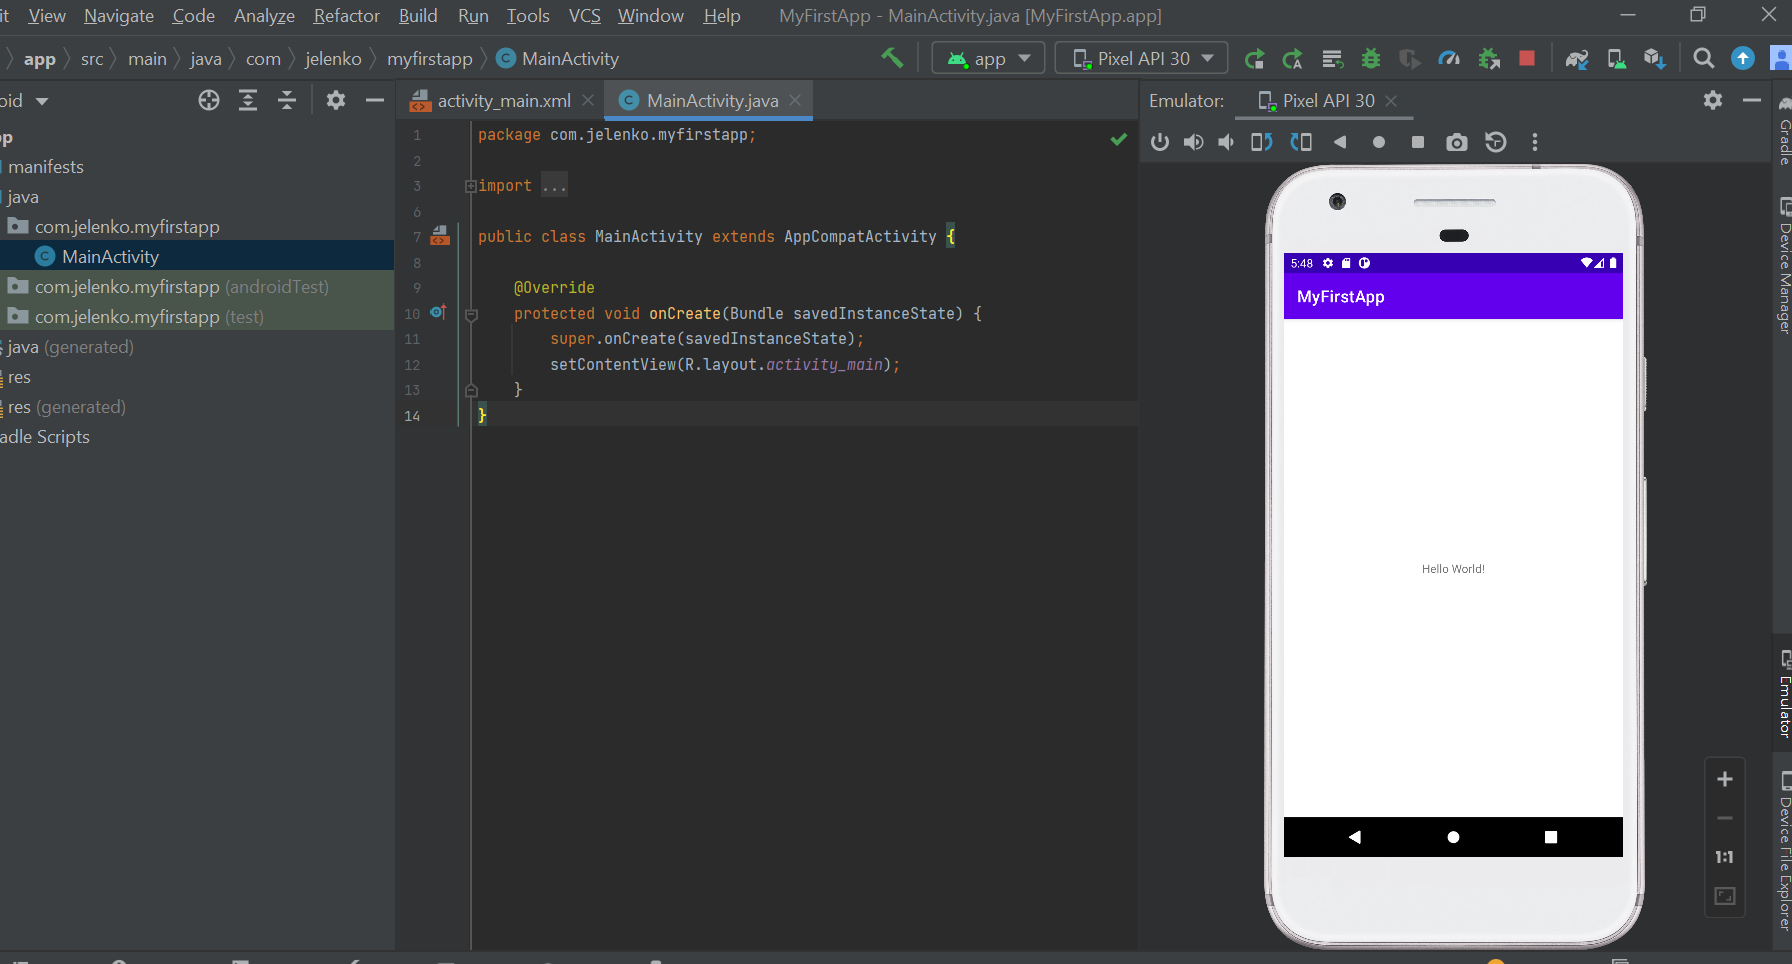 it View Navigate Code Analyze Refactor Build Run Tools VCS Window Help MyFirstApp - MainActivity.java [MyFirstApp.app]
app src main java com jelenko myfirstapp MainActivity app Pixel API 30
oid
pp
manifests
java
com.jelenko.myfirstapp
MainActivity
com.jelenko.myfirstapp (androidTest)
com.jelenko.myfirstapp (test)
java (generated)
res
res (generated)
adle Scripts
activity_main.xml MainActivity.java
1 package com.jelenko.myfirstapp;
2
3 import ...
6
7 public class MainActivity extends AppCompatActivity {
8
9 @Override
10 protected void onCreate(Bundle savedInstanceState) {
11 super.onCreate(savedInstanceState);
12 setContentView(R.layout.activity_main);
13 }
14 }
Emulator: Pixel API 30
5:48
MyFirstApp
Hello World!
1:1
Gradle
Device Manager
Emulator
Device File Explorer